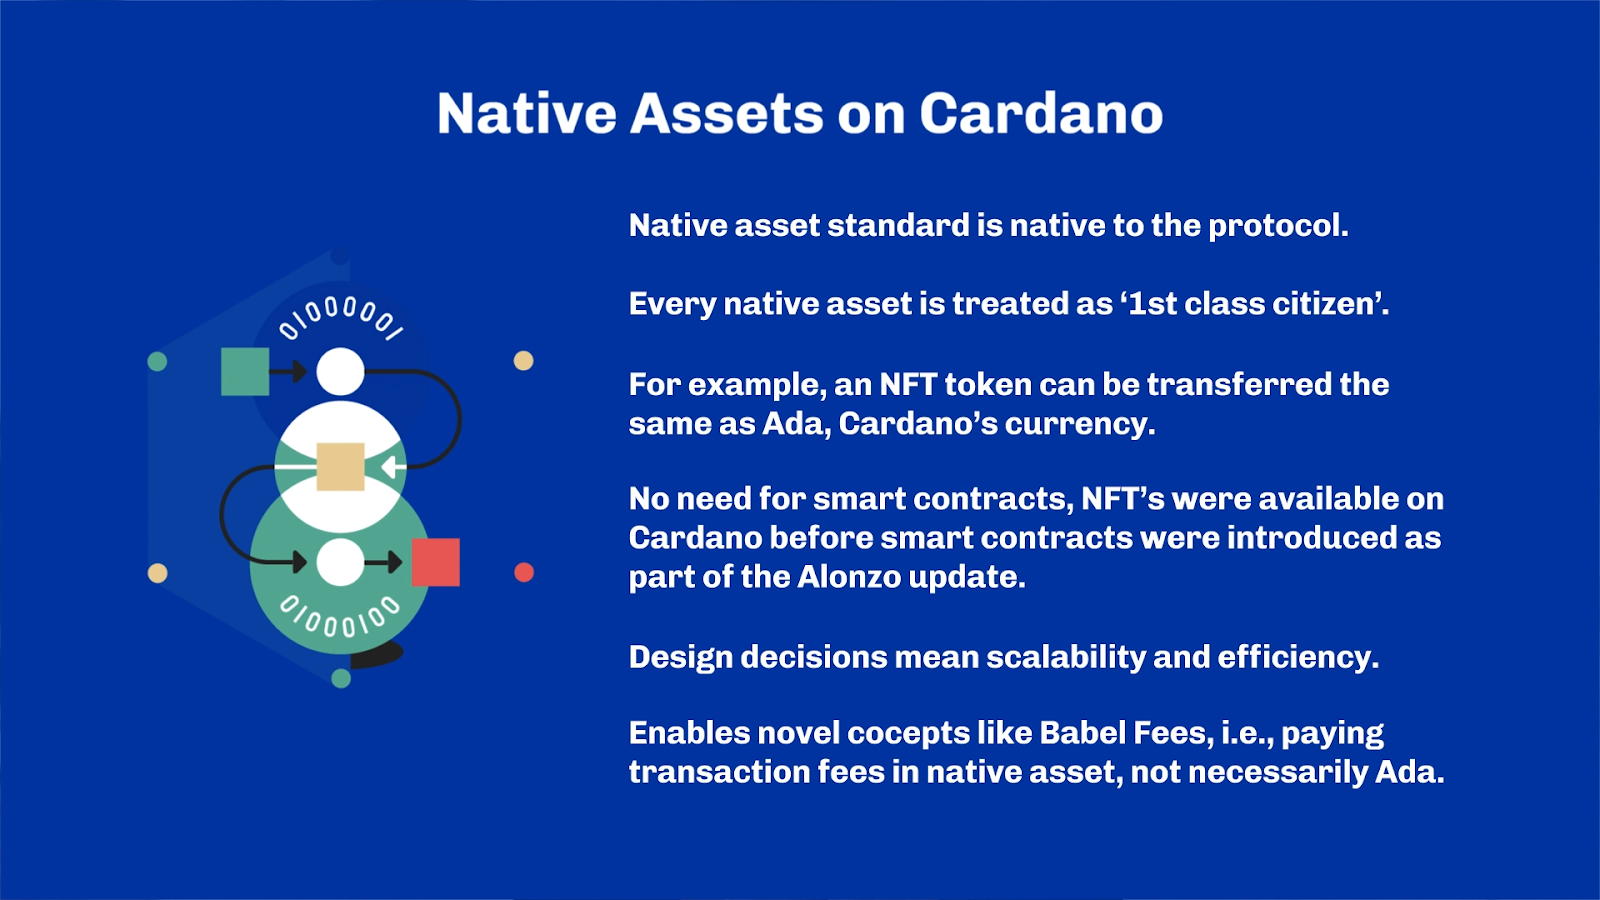 Native Assets on Cardano
Native asset standard is native to the protocol.
Every native asset is treated as ‘1st class citizen’.
For example, an NFT token can be transferred the
same as Ada, Cardano’s currency.
No need for smart contracts, NFT’s were available on
Cardano before smart contracts were introduced as
part of the Alonzo update.
Design decisions mean scalability and efficiency.
Enables novel cocepts like Babel Fees, i.e., paying
transaction fees in native asset, not necessarily Ada.
01000001
01000100